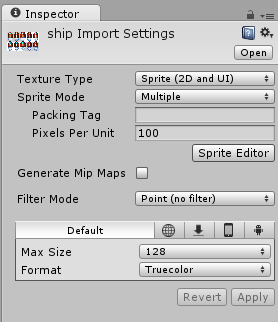 Inspector
ship Import Settings
Open
Texture Type Sprite (2D and UI)
Sprite Mode Multiple
Packing Tag
Pixels Per Unit 100
Sprite Editor
Generate Mip Maps
Filter Mode Point (no filter)
Default
Max Size 128
Format Truecolor
Revert Apply